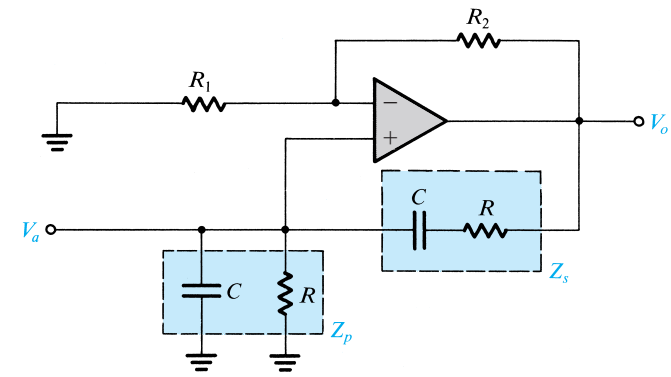 R₂
R₁
−
+
Vₒ
C
R
Vₐ
Zₛ
C
R
Zₚ